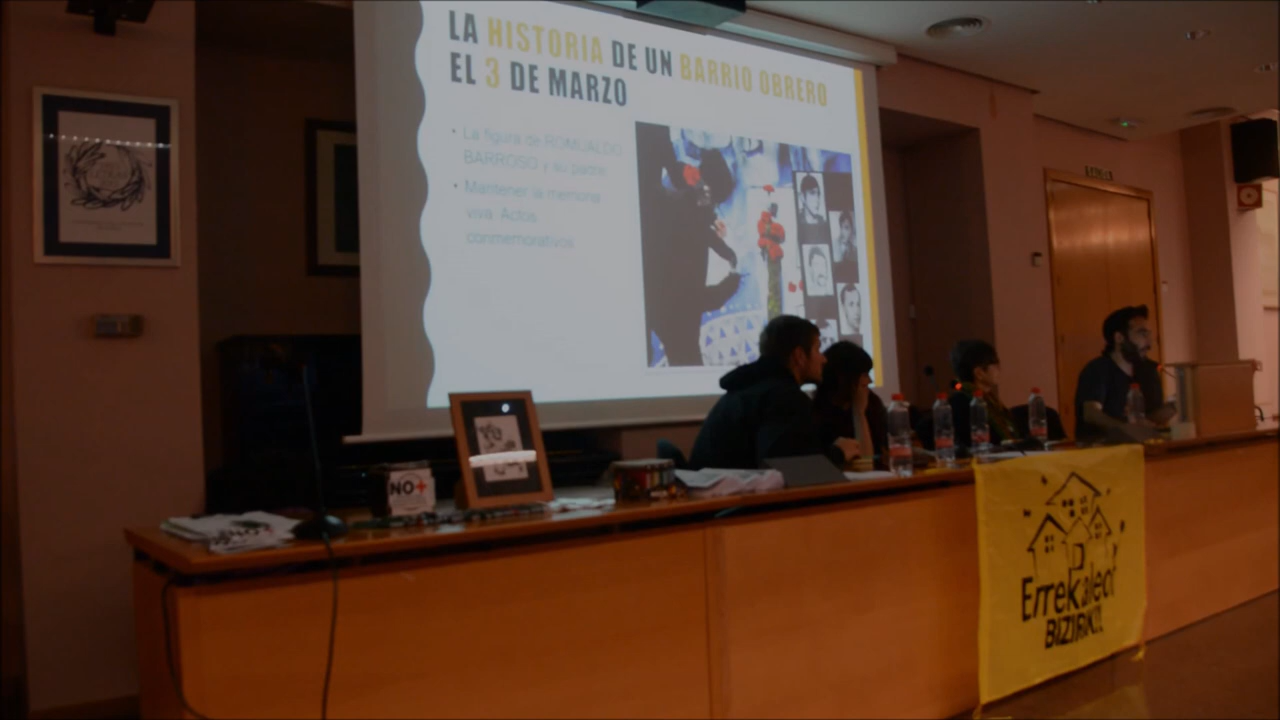 LA HISTORIA DE UN BARRIO OBRERO
EL 3 DE MARZO
• La figura de ROMUALDO
BARROSO y su padre
• Mantener la memoria
viva. Actos
conmemorativos
NO+
Errekaleor
BIZIRIK!!